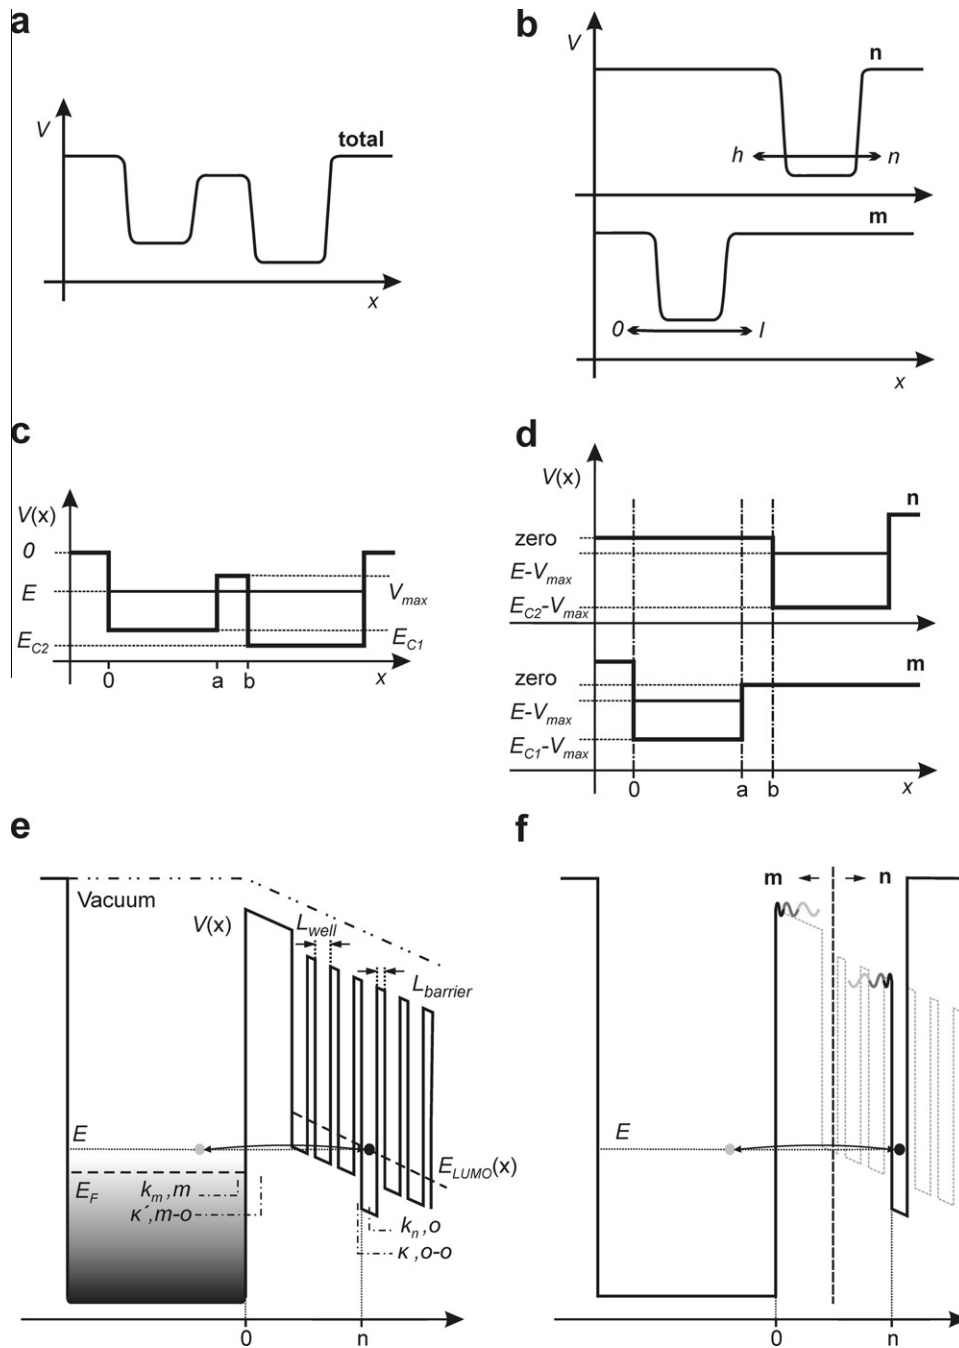 a
V
total
x
b
V
n
h
n
m
0
l
x
c
V(x)
0
E
V_max
E_C2
E_C1
0
a
b
x
d
V(x)
n
zero
E-V_max
E_C2-V_max
m
zero
E-V_max
E_C1-V_max
0
a
b
x
e
Vacuum
V(x)
L_well
L_barrier
E
E_LUMO(x)
E_F
k_m,m
κ´,m-o
k_n,o
κ,o-o
0
n
f
m
n
E
0
n